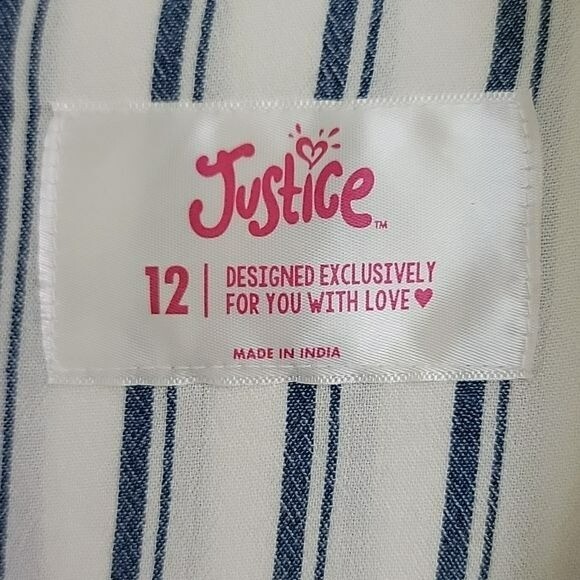 Justice™
12 | DESIGNED EXCLUSIVELY
FOR YOU WITH LOVE♥
MADE IN INDIA